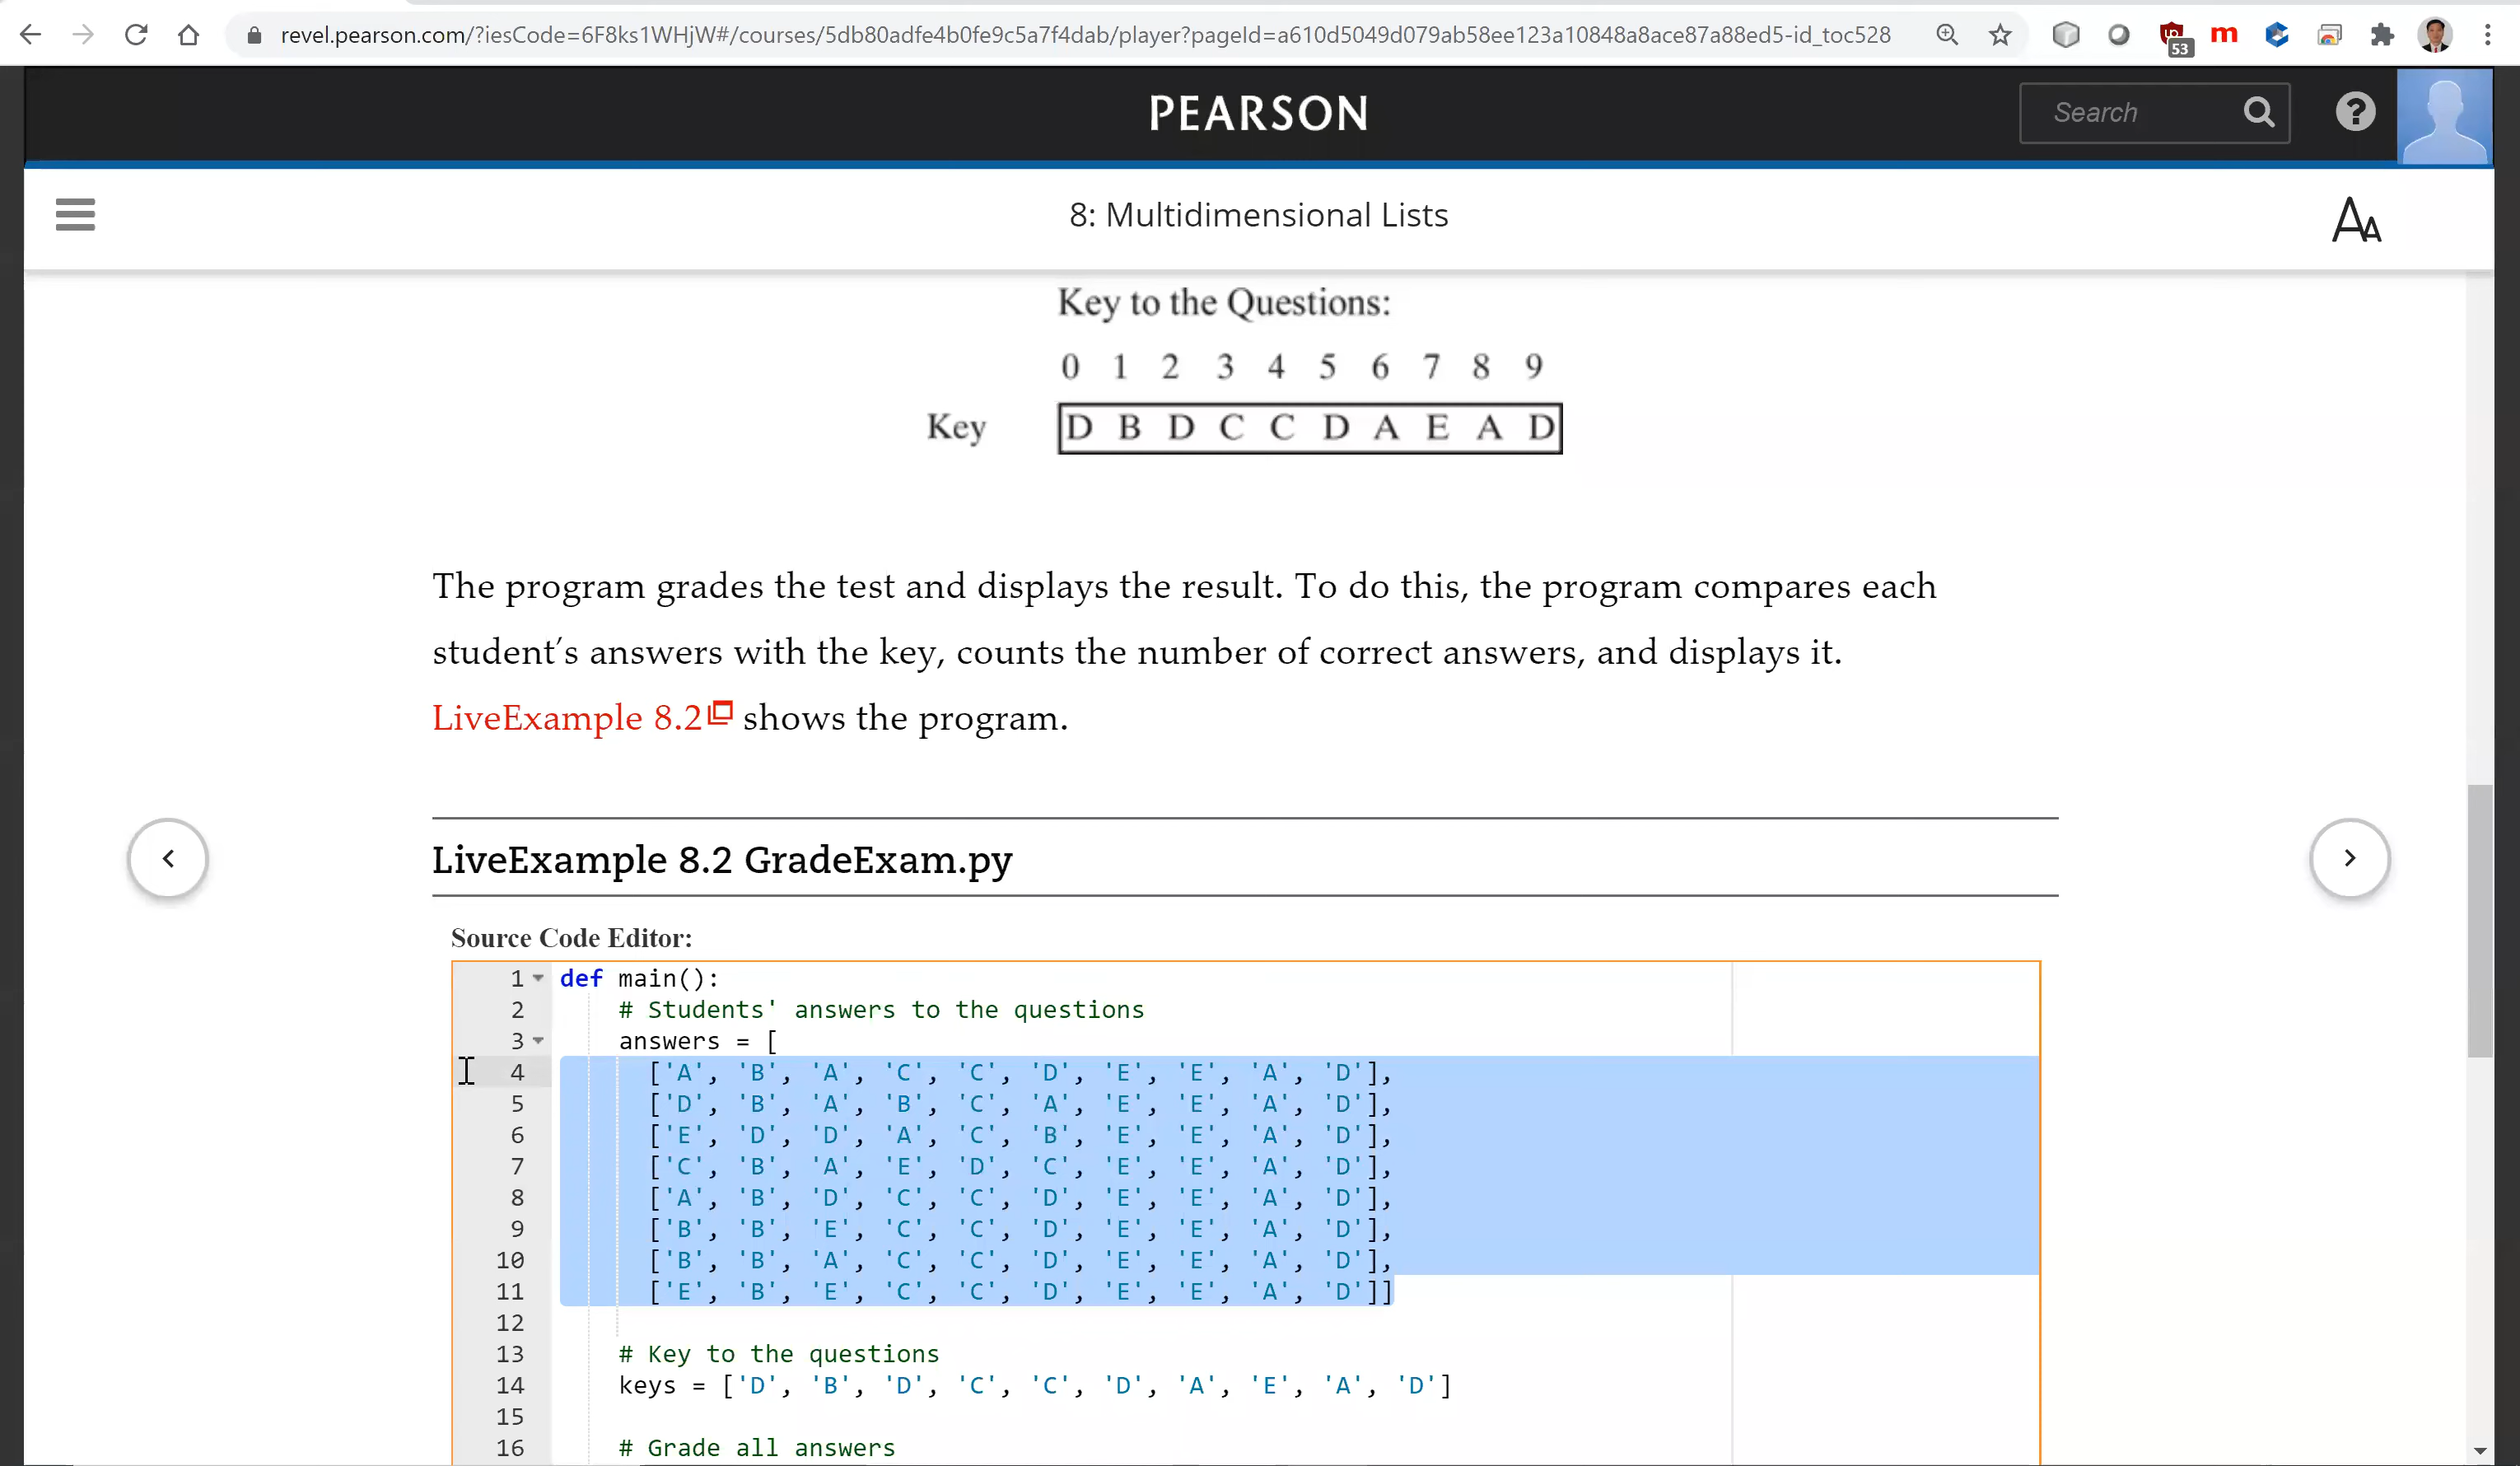 revel.pearson.com/?iesCode=6F8ks1WHjW#/courses/5db80adfe4b0fe9c5a7f4dab/player?pageId=a610d5049d079ab58ee123a10848a8ace87a88ed5-id_toc528
53
m
PEARSON
Search
?
8: Multidimensional Lists
AA
Key to the Questions:
0 1 2 3 4 5 6 7 8 9
Key D B D C C D A E A D
The program grades the test and displays the result. To do this, the program compares each
student’s answers with the key, counts the number of correct answers, and displays it.
LiveExample 8.2 shows the program.
LiveExample 8.2 GradeExam.py
Source Code Editor:
1 def main():
2 # Students' answers to the questions
3 answers = [
4 ['A', 'B', 'A', 'C', 'C', 'D', 'E', 'E', 'A', 'D'],
5 ['D', 'B', 'A', 'B', 'C', 'A', 'E', 'E', 'A', 'D'],
6 ['E', 'D', 'D', 'A', 'C', 'B', 'E', 'E', 'A', 'D'],
7 ['C', 'B', 'A', 'E', 'D', 'C', 'E', 'E', 'A', 'D'],
8 ['A', 'B', 'D', 'C', 'C', 'D', 'E', 'E', 'A', 'D'],
9 ['B', 'B', 'E', 'C', 'C', 'D', 'E', 'E', 'A', 'D'],
10 ['B', 'B', 'A', 'C', 'C', 'D', 'E', 'E', 'A', 'D'],
11 ['E', 'B', 'E', 'C', 'C', 'D', 'E', 'E', 'A', 'D']]
12
13 # Key to the questions
14 keys = ['D', 'B', 'D', 'C', 'C', 'D', 'A', 'E', 'A', 'D']
15
16 # Grade all answers